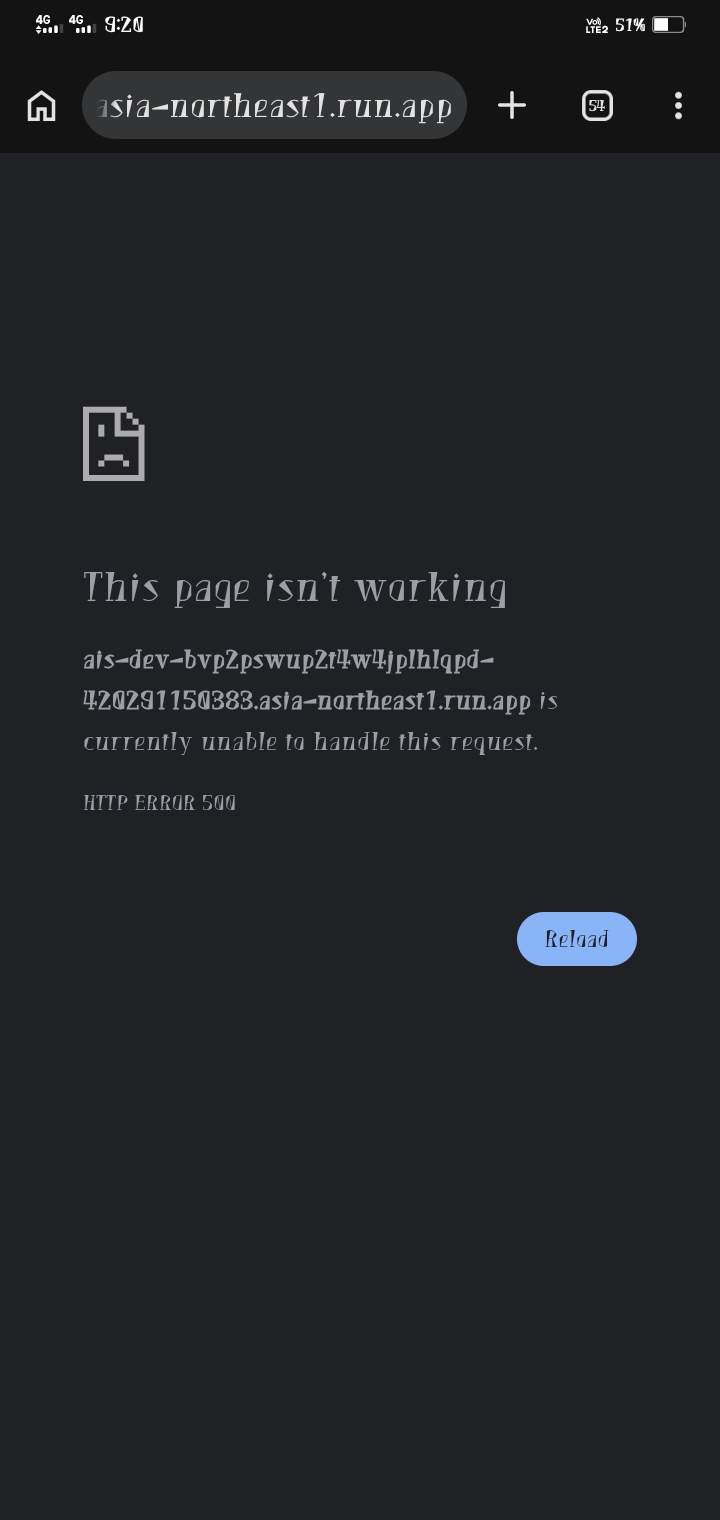 4G 4G 9:20 Vo) LTE2 51%
asia-northeast1.run.app 54
This page isn't working
ais-dev-bvp2pswup2t4w4jplhlqpd-
420291150383.asia-northeast1.run.app is
currently unable to handle this request.
HTTP ERROR 500
Reload